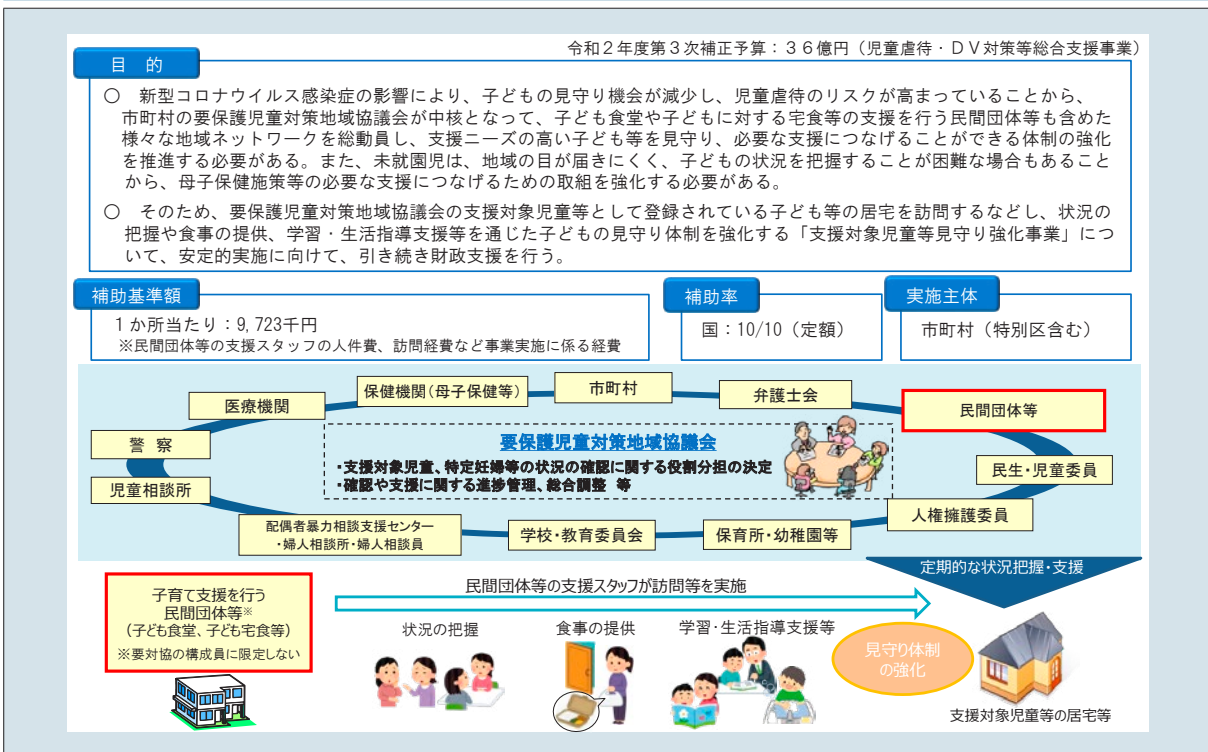 令和２年度第３次補正予算：３６億円（児童虐待・ＤＶ対策等総合支援事業）
目 的
○　新型コロナウイルス感染症の影響により、子どもの見守り機会が減少し、児童虐待のリスクが高まっていることから、
市町村の要保護児童対策地域協議会が中核となって、子ども食堂や子どもに対する宅食等の支援を行う民間団体等も含めた
様々な地域ネットワークを総動員し、支援ニーズの高い子ども等を見守り、必要な支援につなげることができる体制の強化
を推進する必要がある。また、未就園児は、地域の目が届きにくく、子どもの状況を把握することが困難な場合もあること
から、母子保健施策等の必要な支援につなげるための取組を強化する必要がある。
○　そのため、要保護児童対策地域協議会の支援対象児童等として登録されている子ども等の居宅を訪問するなどし、状況の
把握や食事の提供、学習・生活指導支援等を通じた子どもの見守り体制を強化する「支援対象児童等見守り強化事業」につ
いて、安定的実施に向けて、引き続き財政支援を行う。
補助基準額
１か所当たり：9,723千円
※民間団体等の支援スタッフの人件費、訪問経費など事業実施に係る経費
補助率
国：10/10（定額）
実施主体
市町村（特別区含む）
医療機関
保健機関（母子保健等）
市町村
弁護士会
民間団体等
警 察
児童相談所
要保護児童対策地域協議会
・支援対象児童、特定妊婦等の状況の確認に関する役割分担の決定
・確認や支援に関する進捗管理、総合調整 等
民生・児童委員
人権擁護委員
配偶者暴力相談支援センター
・婦人相談所・婦人相談員
学校・教育委員会
保育所・幼稚園等
定期的な状況把握・支援
子育て支援を行う
民間団体等※
（子ども食堂、子ども宅食等）
※要対協の構成員に限定しない
民間団体等の支援スタッフが訪問等を実施
状況の把握
食事の提供
学習・生活指導支援等
見守り体制
の強化
支援対象児童等の居宅等